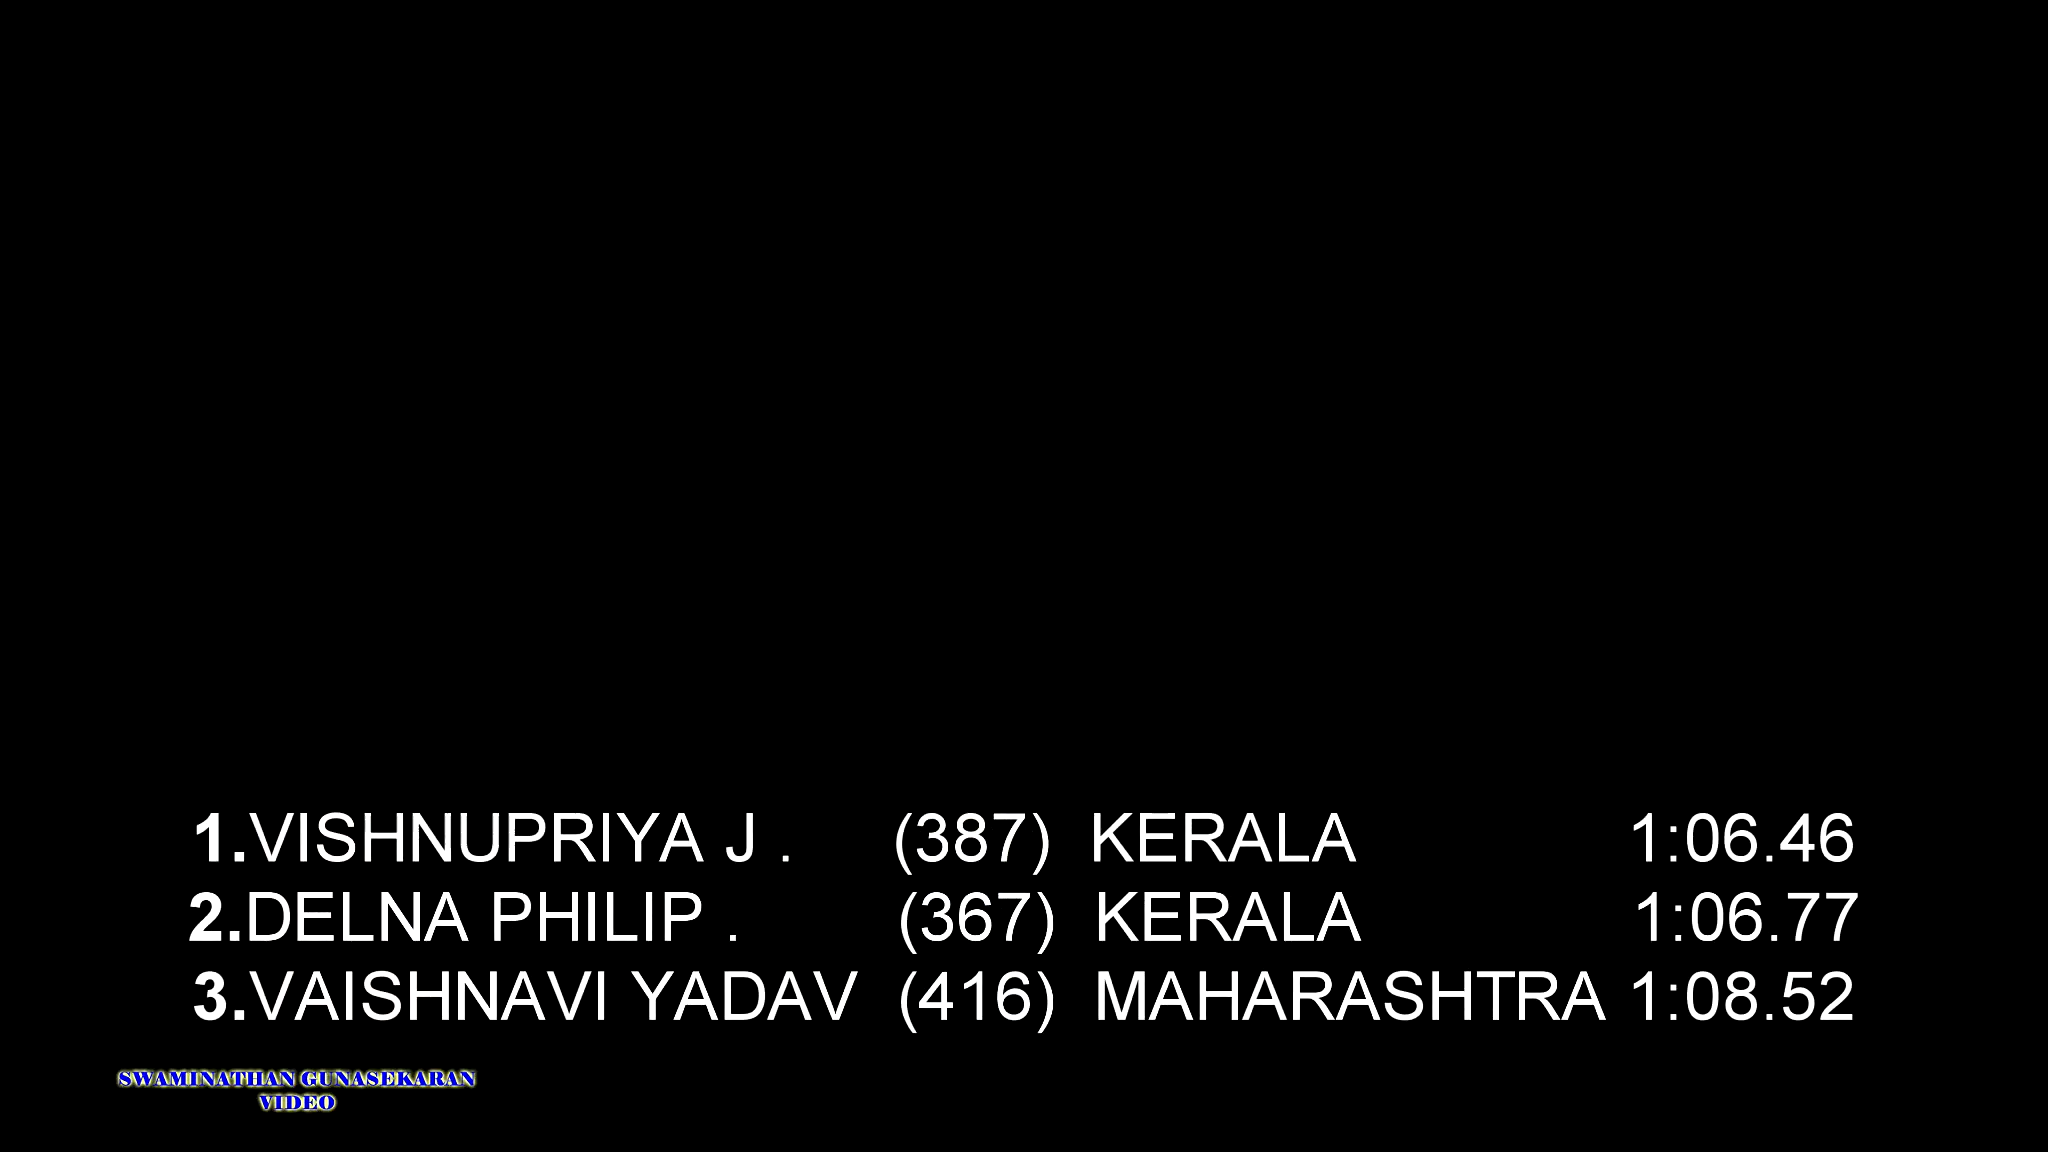 1.VISHNUPRIYA J . (387) KERALA 1:06.46
2.DELNA PHILIP . (367) KERALA 1:06.77
3.VAISHNAVI YADAV (416) MAHARASHTRA 1:08.52
SWAMINATHAN GUNASEKARAN
VIDEO